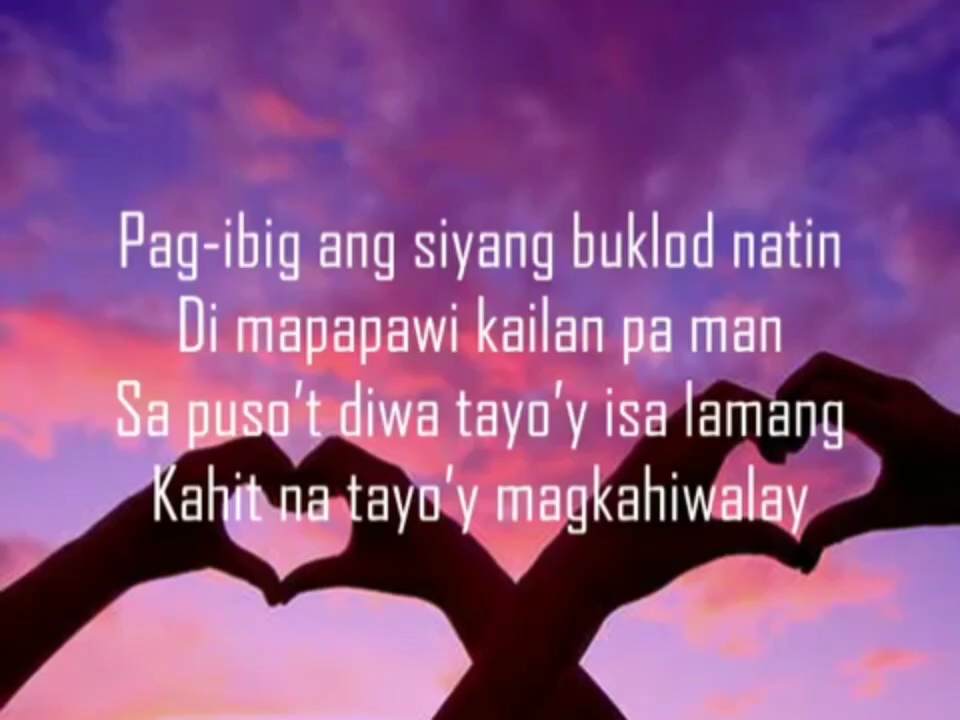 Pag-ibig ang siyang buklod natin
Di mapapawi kailan pa man
Sa puso't diwa tayo'y isa lamang
Kahit na tayo'y magkahiwalay